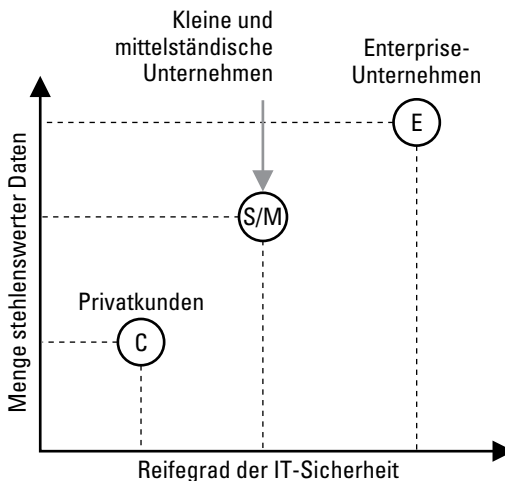 Kleine und
mittelständische
Unternehmen
Enterprise-
Unternehmen
E
S/M
Privatkunden
C
Menge stehlenswerter Daten
Reifegrad der IT-Sicherheit